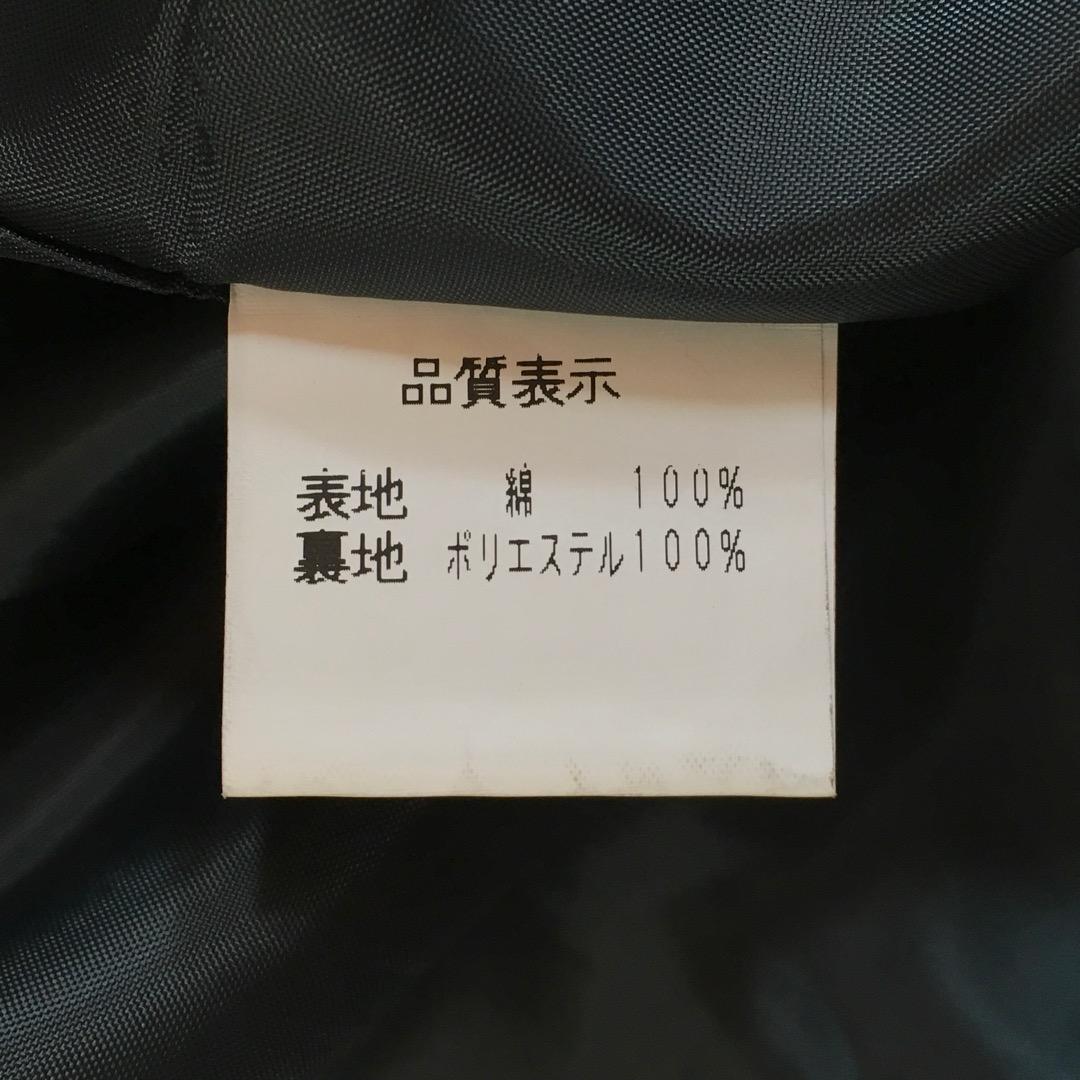 品質表示
表地 綿 100%
裏地 ポリエステル100%